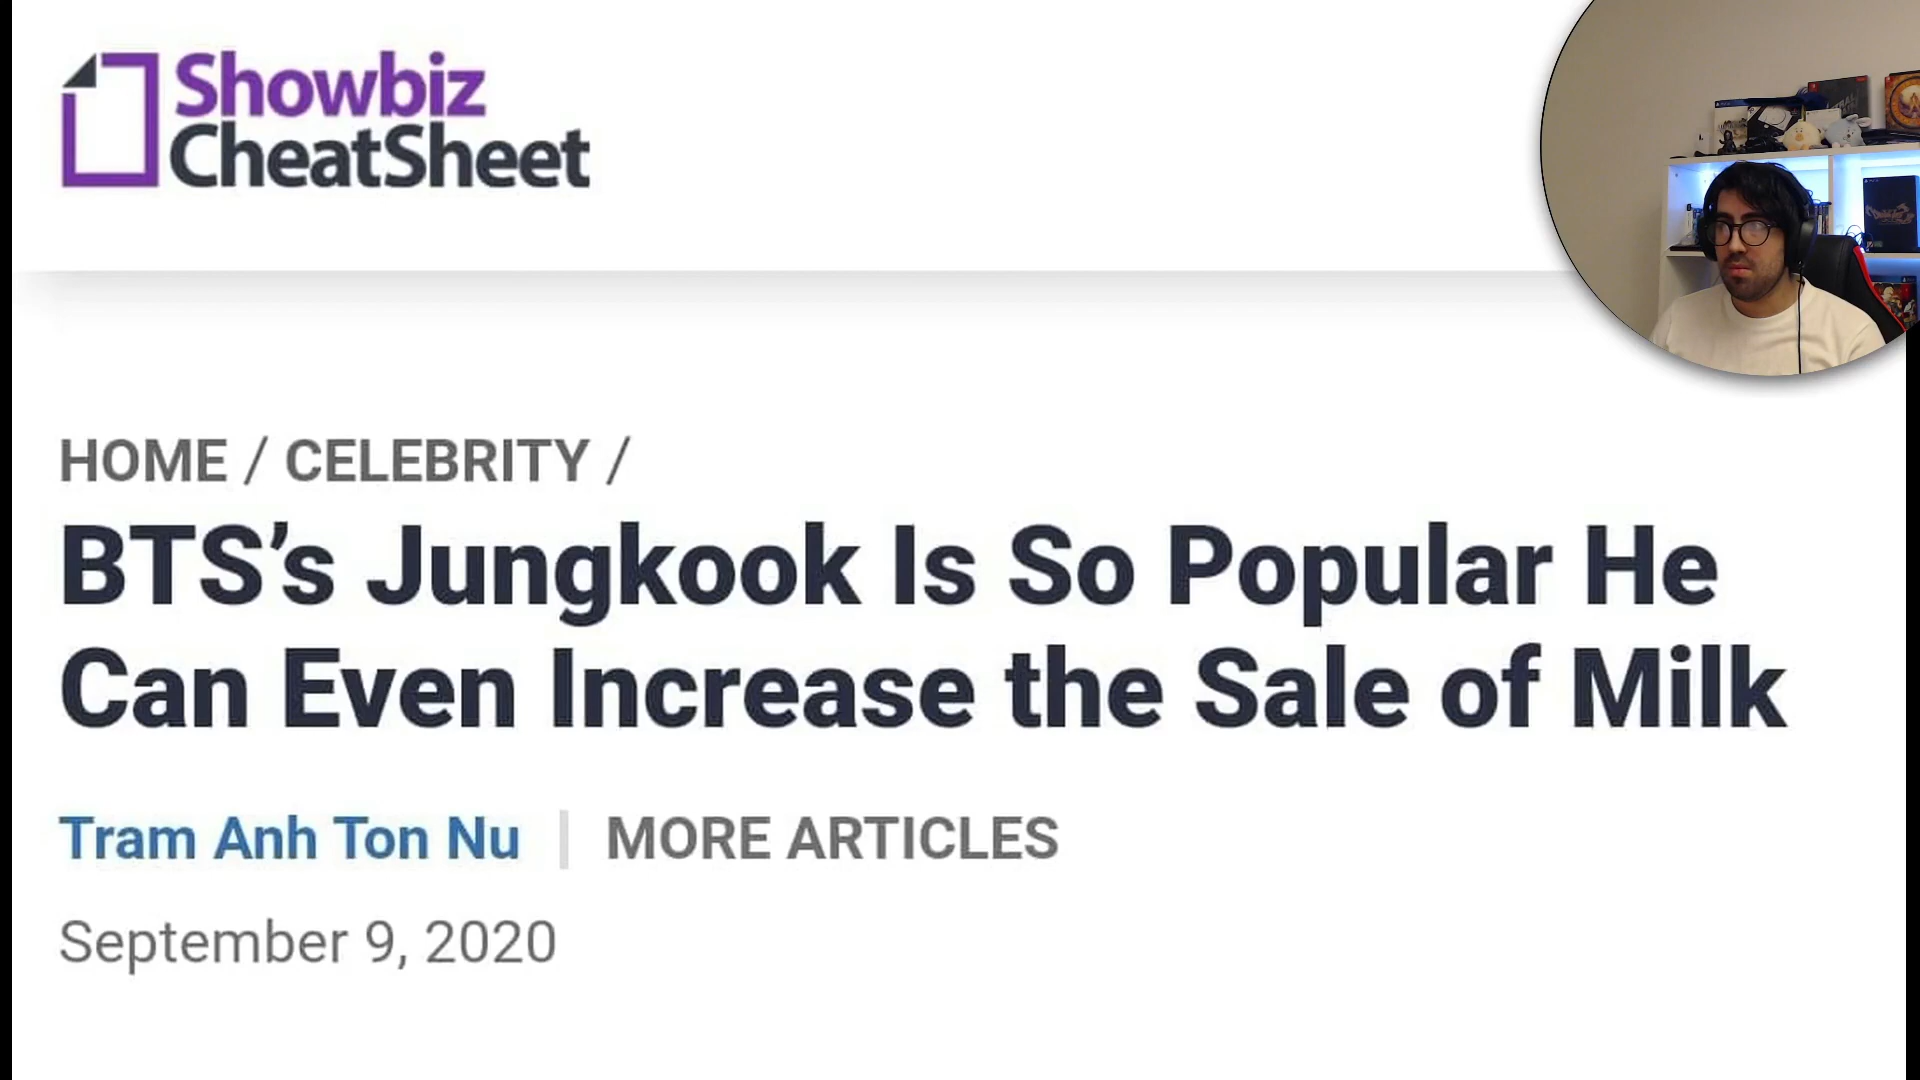 Showbiz
CheatSheet
HOME / CELEBRITY /
BTS’s Jungkook Is So Popular He
Can Even Increase the Sale of Milk
Tram Anh Ton Nu | MORE ARTICLES
September 9, 2020